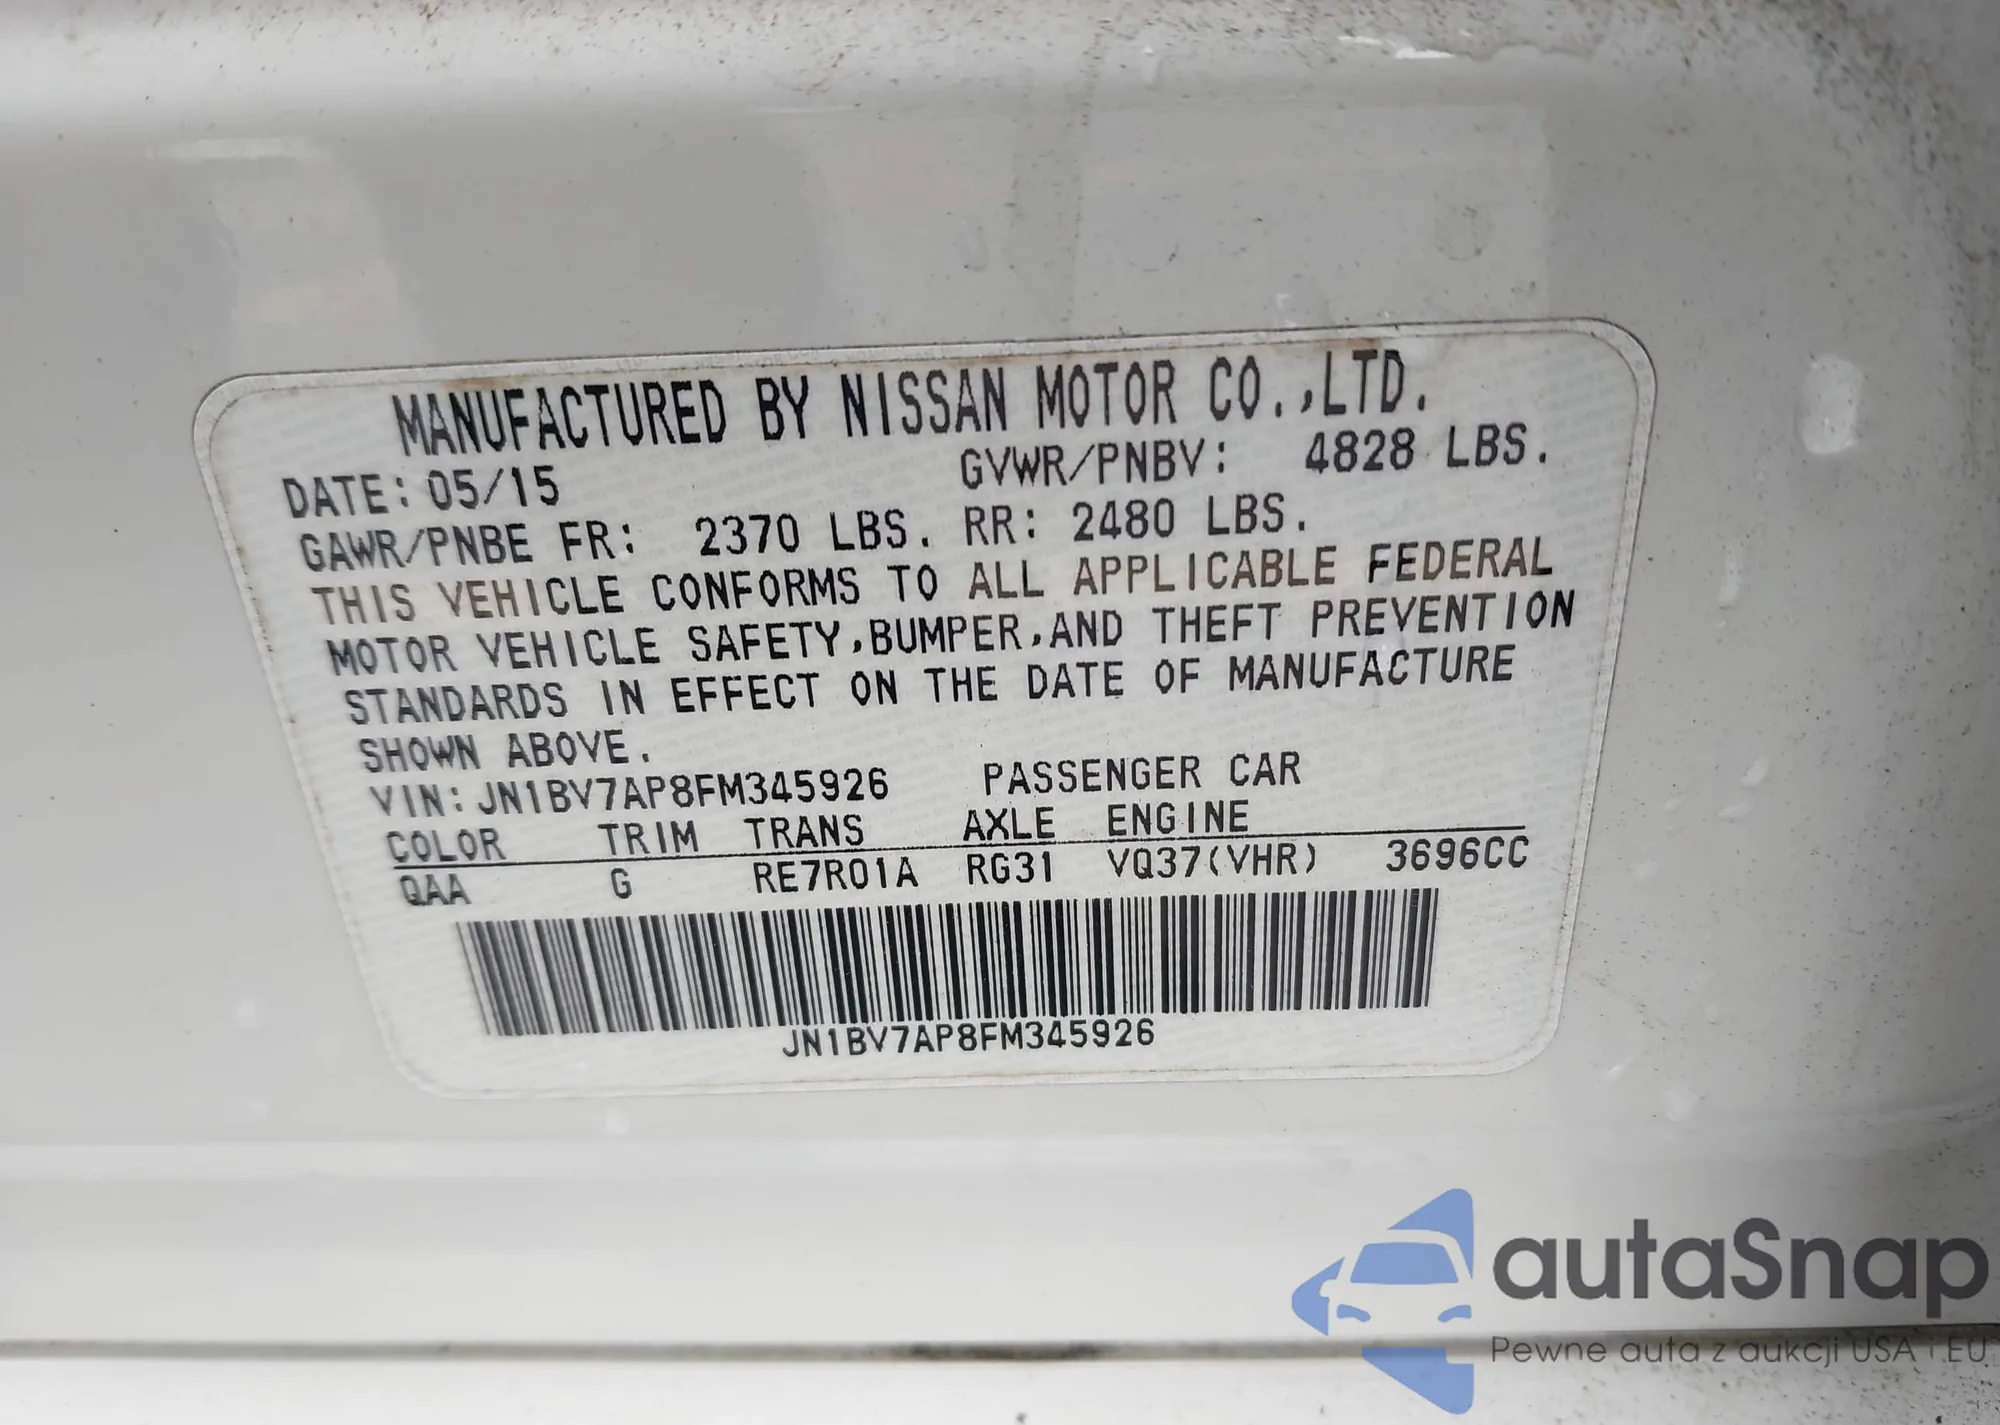 MANUFACTURED BY NISSAN MOTOR CO.,LTD.
DATE: 05/15 GVWR/PNBV: 4828 LBS.
GAWR/PNBE FR: 2370 LBS. RR: 2480 LBS.
THIS VEHICLE CONFORMS TO ALL APPLICABLE FEDERAL
MOTOR VEHICLE SAFETY,BUMPER,AND THEFT PREVENTION
STANDARDS IN EFFECT ON THE DATE OF MANUFACTURE
SHOWN ABOVE.
VIN: JN1BV7AP8FM345926 PASSENGER CAR
COLOR TRIM TRANS AXLE ENGINE
QAA G RE7R01A RG31 VQ37(VHR) 3696CC
JN1BV7AP8FM345926
autaSnap
Pewne auta z aukcji USA i EU